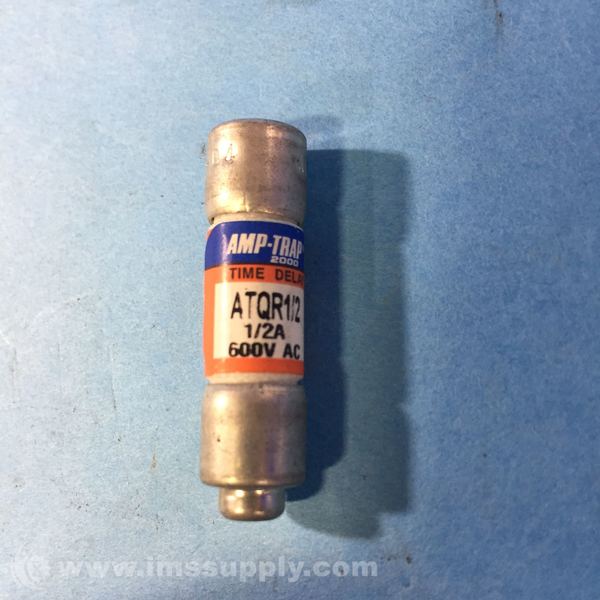 AMP-TRAP
2000
TIME DELA
ATQR1/2
1/2A
600V AC
© www.imssupply.com